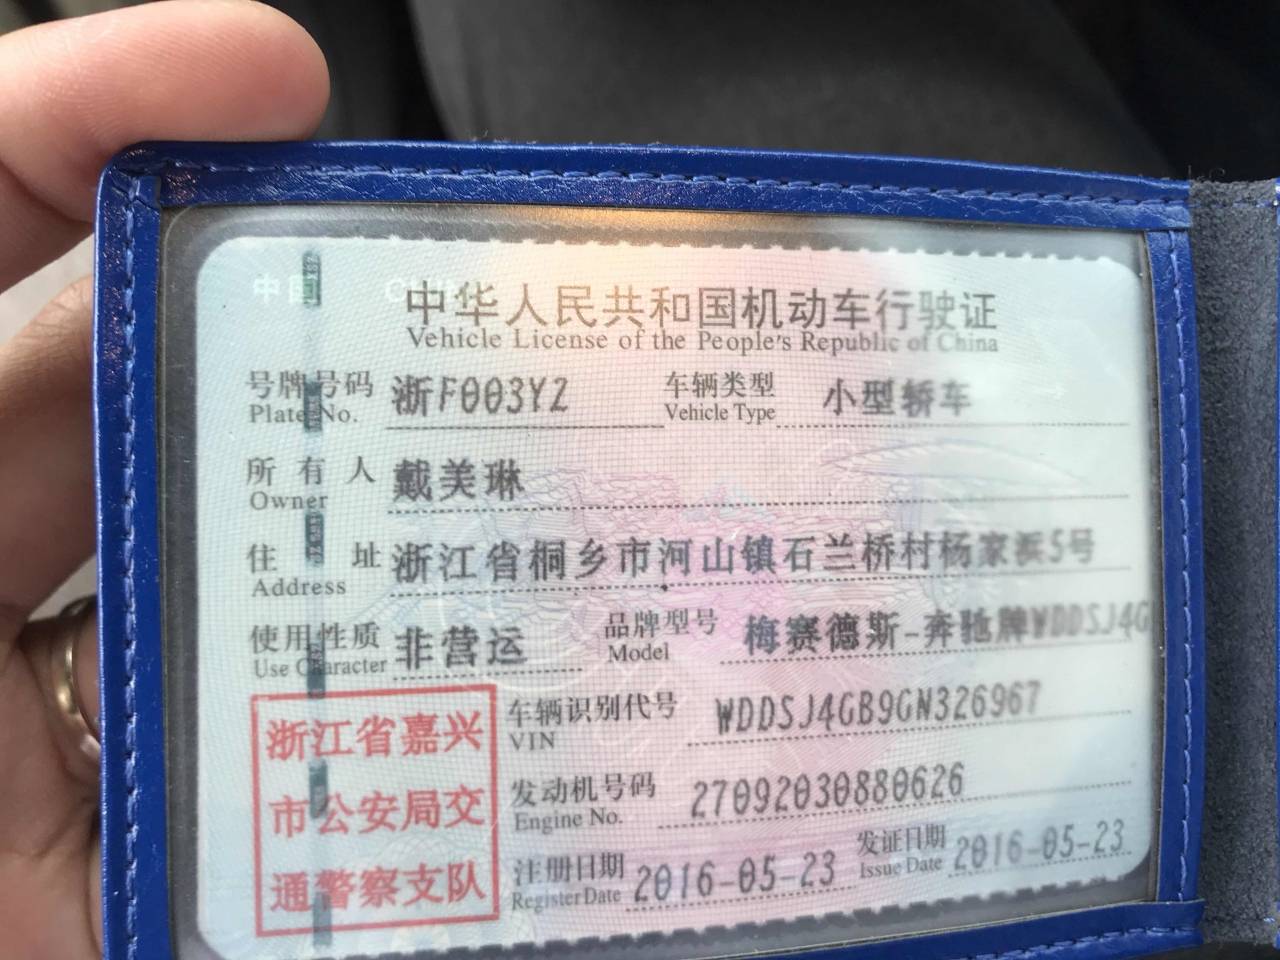 中国 C
中华人民共和国机动车行驶证
Vehicle License of the People's Republic of China
号牌号码 浙F003YZ 车辆类型 小型轿车
Plate No. Vehicle Type
所有人 戴美琳
Owner
住址 浙江省桐乡市河山镇石兰桥村杨家浜5号
Address
使用性质 非营运 品牌型号 梅赛德斯-奔驰牌WDDSJ4G
Use Character Model
车辆识别代号 WDDSJ4GB9GN326967
VIN
发动机号码 27092030880626
Engine No.
注册日期 2016-05-23 发证日期 2016-05-23
Register Date Issue Date
浙江省嘉兴
市公安局交
通警察支队